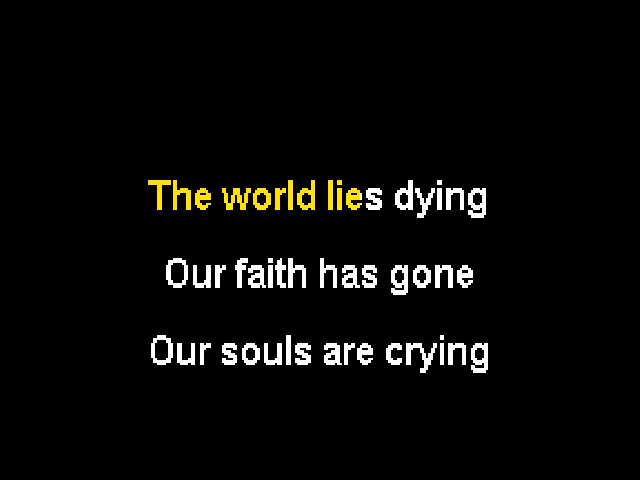 The world lies dying
Our faith has gone
Our souls are crying